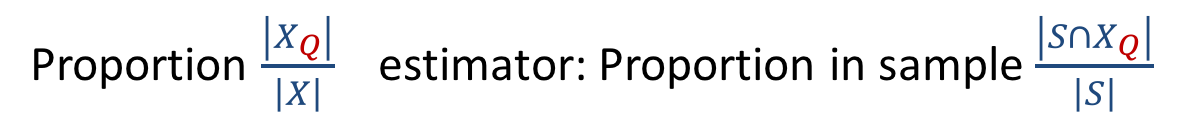 Proportion |X_Q| / |X| estimator: Proportion in sample |S∩X_Q| / |S|